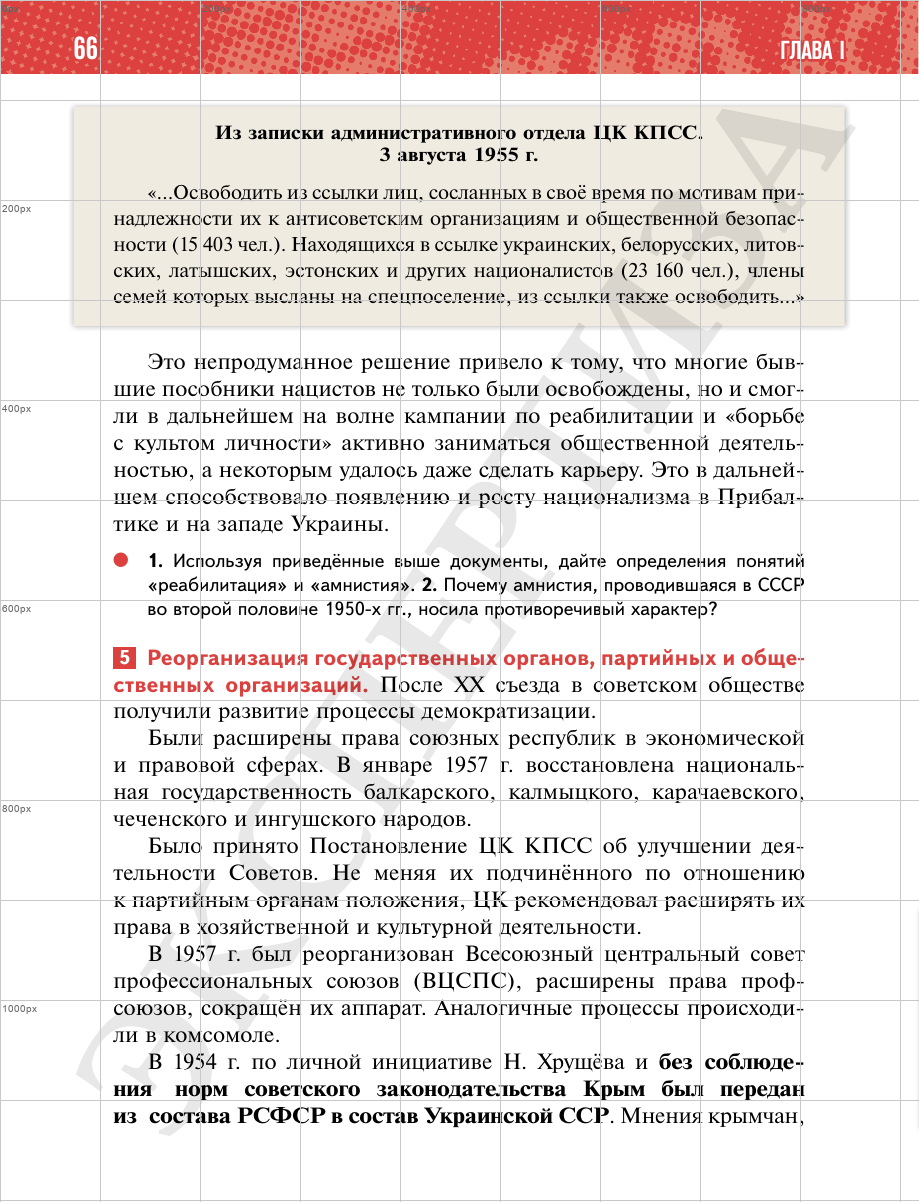 66
ГЛАВА I
Из записки административного отдела ЦК КПСС.
3 августа 1955 г.
«...Освободить из ссылки лиц, сосланных в своё время по мотивам при-
надлежности их к антисоветским организациям и общественной безопас-
ности (15 403 чел.). Находящихся в ссылке украинских, белорусских, литов-
ских, латышских, эстонских и других националистов (23 160 чел.), члены
семей которых высланы на спецпоселение, из ссылки также освободить...»
Это непродуманное решение привело к тому, что многие быв-
шие пособники нацистов не только были освобождены, но и смог-
ли в дальнейшем на волне кампании по реабилитации и «борьбе
с культом личности» активно заниматься общественной деятель-
ностью, а некоторым удалось даже сделать карьеру. Это в дальней-
шем способствовало появлению и росту национализма в Прибал-
тике и на западе Украины.
1. Используя приведённые выше документы, дайте определения понятий
«реабилитация» и «амнистия». 2. Почему амнистия, проводившаяся в СССР
во второй половине 1950-х гг., носила противоречивый характер?
5 Реорганизация государственных органов, партийных и обще-
ственных организаций. После XX съезда в советском обществе
получили развитие процессы демократизации.
Были расширены права союзных республик в экономической
и правовой сферах. В январе 1957 г. восстановлена националь-
ная государственность балкарского, калмыцкого, карачаевского,
чеченского и ингушского народов.
Было принято Постановление ЦК КПСС об улучшении дея-
тельности Советов. Не меняя их подчинённого по отношению
к партийным органам положения, ЦК рекомендовал расширять их
права в хозяйственной и культурной деятельности.
В 1957 г. был реорганизован Всесоюзный центральный совет
профессиональных союзов (ВЦСПС), расширены права проф-
союзов, сокращён их аппарат. Аналогичные процессы происходи-
ли в комсомоле.
В 1954 г. по личной инициативе Н. Хрущёва и без соблюде-
ния норм советского законодательства Крым был передан
из состава РСФСР в состав Украинской ССР. Мнения крымчан,
ЭКСПЕРТИЗА
200px
400px
600px
800px
1000px